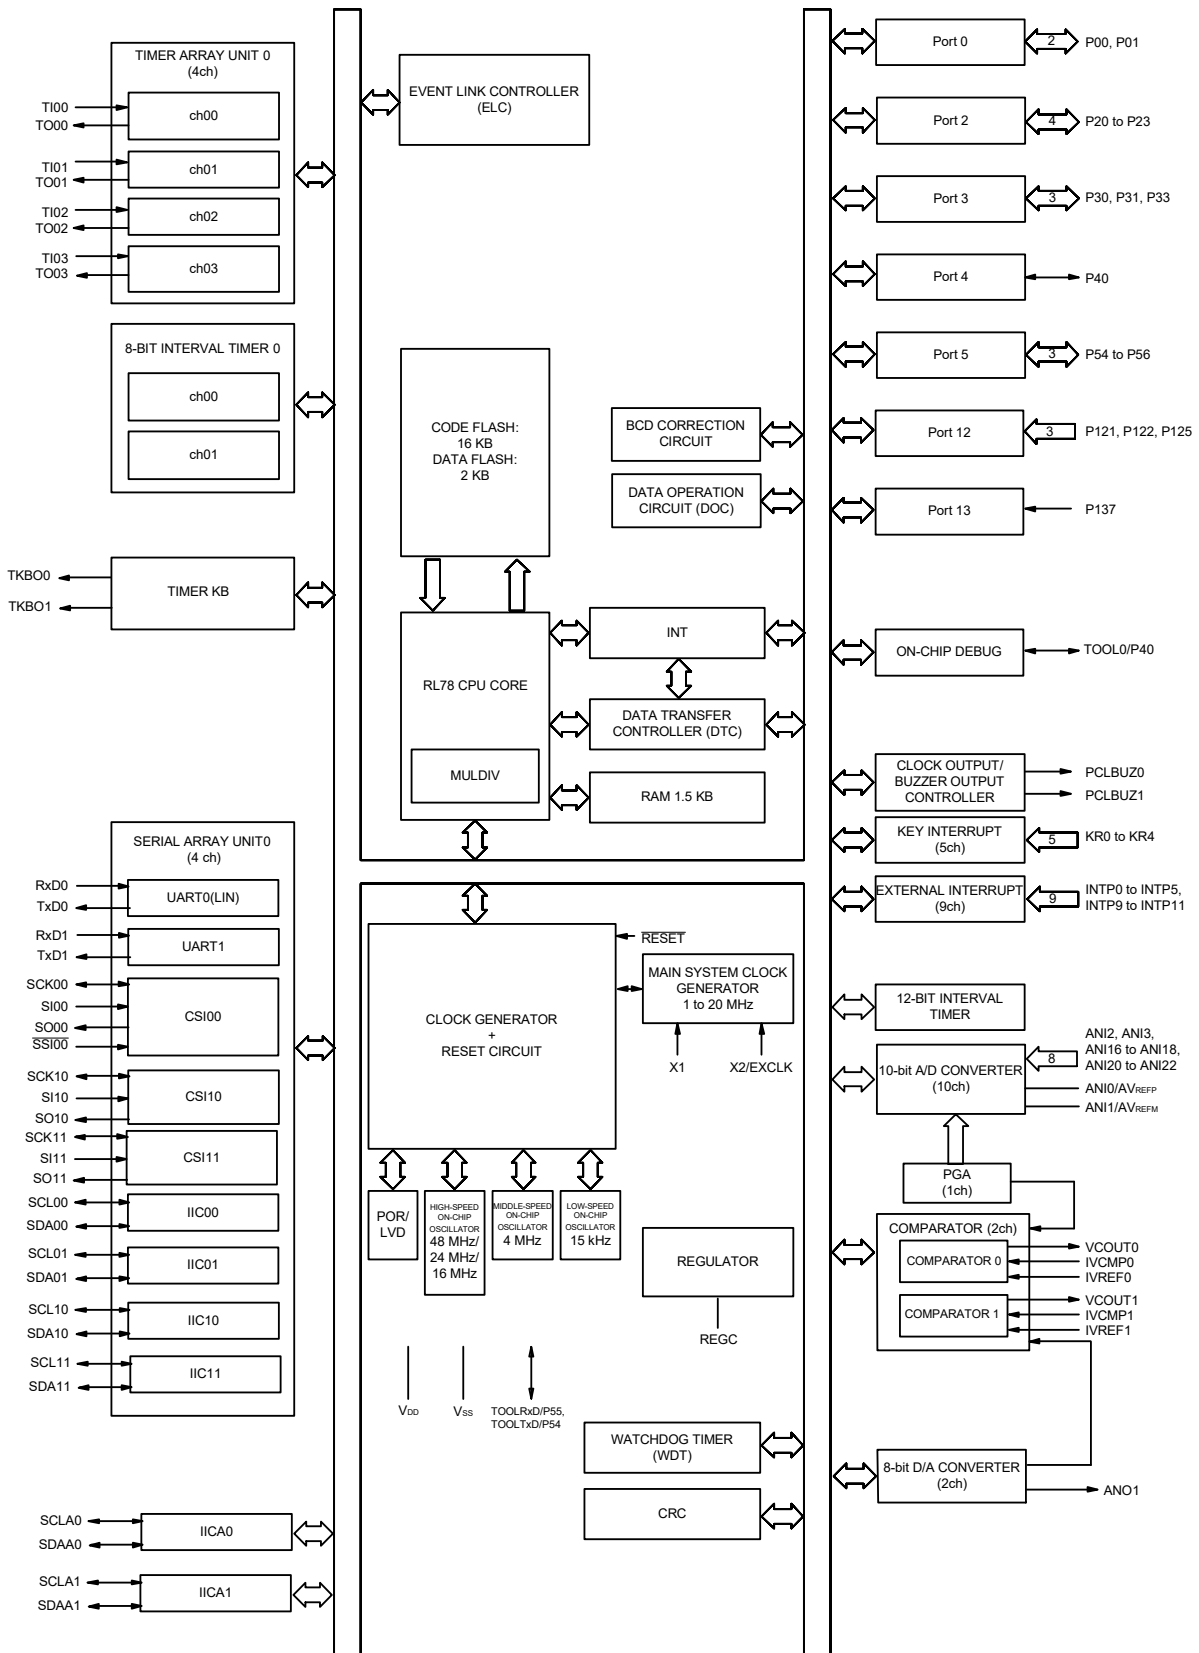 TIMER ARRAY UNIT 0
(4ch)
TI00
TO00
ch00
TI01
TO01
ch01
TI02
TO02
ch02
TI03
TO03
ch03
8-BIT INTERVAL TIMER 0
ch00
ch01
TKBO0
TKBO1
TIMER KB
SERIAL ARRAY UNIT0
(4 ch)
RxD0
TxD0
UART0(LIN)
RxD1
TxD1
UART1
SCK00
SI00
SO00
SSI00
CSI00
SCK10
SI10
SO10
CSI10
SCK11
SI11
SO11
CSI11
SCL00
SDA00
IIC00
SCL01
SDA01
IIC01
SCL10
SDA10
IIC10
SCL11
SDA11
IIC11
SCLA0
SDAA0
IICA0
SCLA1
SDAA1
IICA1
EVENT LINK CONTROLLER
(ELC)
CODE FLASH:
16 KB
DATA FLASH:
2 KB
BCD CORRECTION
CIRCUIT
DATA OPERATION
CIRCUIT (DOC)
RL78 CPU CORE
MULDIV
INT
DATA TRANSFER
CONTROLLER (DTC)
RAM 1.5 KB
CLOCK GENERATOR
+
RESET CIRCUIT
RESET
MAIN SYSTEM CLOCK
GENERATOR
1 to 20 MHz
X1
X2/EXCLK
POR/
LVD
HIGH-SPEED
ON-CHIP
OSCILLATOR
48 MHz/
24 MHz/
16 MHz
MIDDLE-SPEED
ON-CHIP
OSCILLATOR
4 MHz
LOW-SPEED
ON-CHIP
OSCILLATOR
15 kHz
REGULATOR
REGC
VDD
VSS
TOOLRxD/P55,
TOOLTxD/P54
WATCHDOG TIMER
(WDT)
CRC
Port 0
2
P00, P01
Port 2
4
P20 to P23
Port 3
3
P30, P31, P33
Port 4
P40
Port 5
3
P54 to P56
Port 12
3
P121, P122, P125
Port 13
P137
ON-CHIP DEBUG
TOOL0/P40
CLOCK OUTPUT/
BUZZER OUTPUT
CONTROLLER
PCLBUZ0
PCLBUZ1
KEY INTERRUPT
(5ch)
5
KR0 to KR4
EXTERNAL INTERRUPT
(9ch)
9
INTP0 to INTP5,
INTP9 to INTP11
12-BIT INTERVAL
TIMER
10-bit A/D CONVERTER
(10ch)
8
ANI2, ANI3,
ANI16 to ANI18,
ANI20 to ANI22
ANI0/AVREFP
ANI1/AVREFM
PGA
(1ch)
COMPARATOR (2ch)
COMPARATOR 0
VCOUT0
IVCMP0
IVREF0
COMPARATOR 1
VCOUT1
IVCMP1
IVREF1
8-bit D/A CONVERTER
(2ch)
ANO1